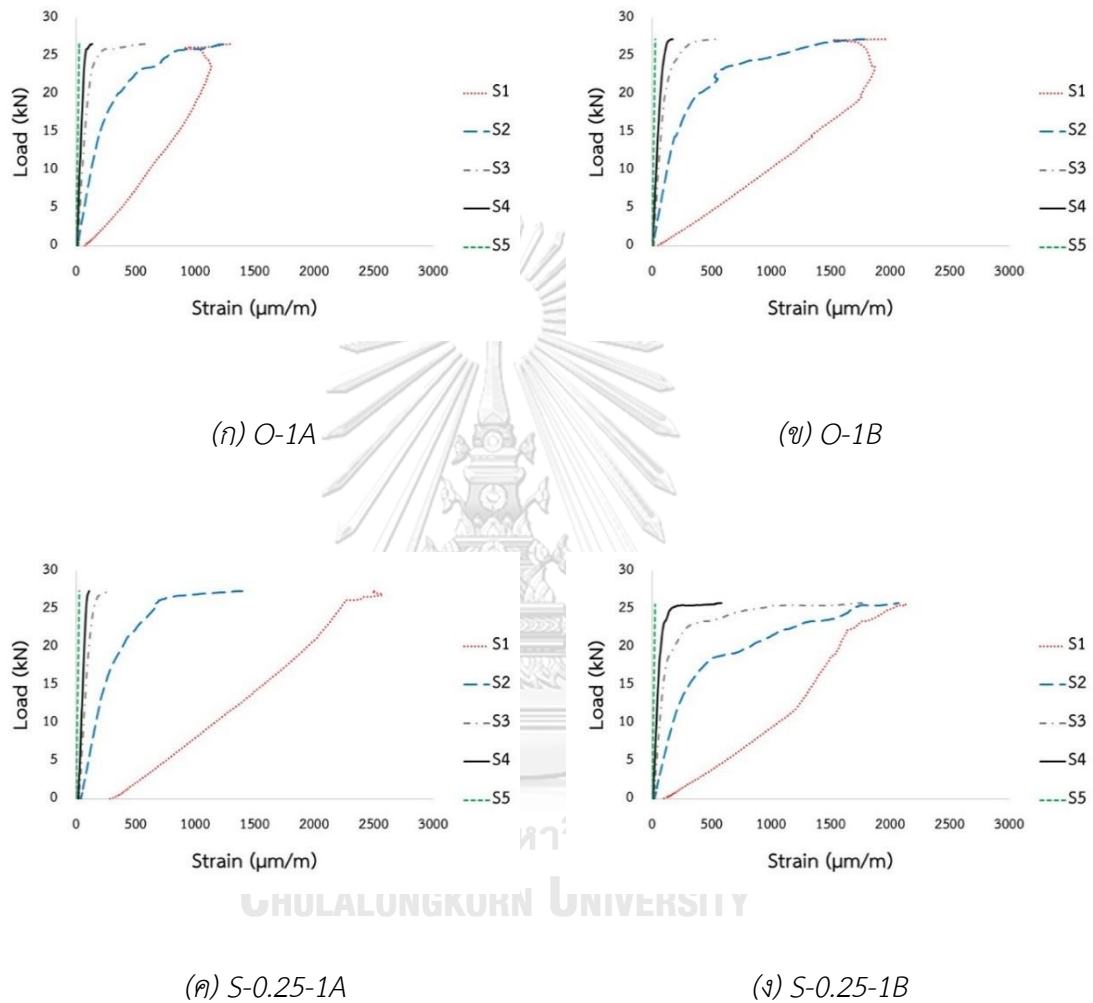 30
25
20
15
10
5
0
Load (kN)
0 500 1000 1500 2000 2500 3000
Strain (µm/m)
S1
S2
S3
S4
S5
(ก) O-1A
30
25
20
15
10
5
0
Load (kN)
0 500 1000 1500 2000 2500 3000
Strain (µm/m)
S1
S2
S3
S4
S5
(ข) O-1B
30
25
20
15
10
5
0
Load (kN)
0 500 1000 1500 2000 2500 3000
Strain (µm/m)
S1
S2
S3
S4
S5
(ค) S-0.25-1A
30
25
20
15
10
5
0
Load (kN)
0 500 1000 1500 2000 2500 3000
Strain (µm/m)
S1
S2
S3
S4
S5
(ง) S-0.25-1B
CHULALONGKORN UNIVERSITY